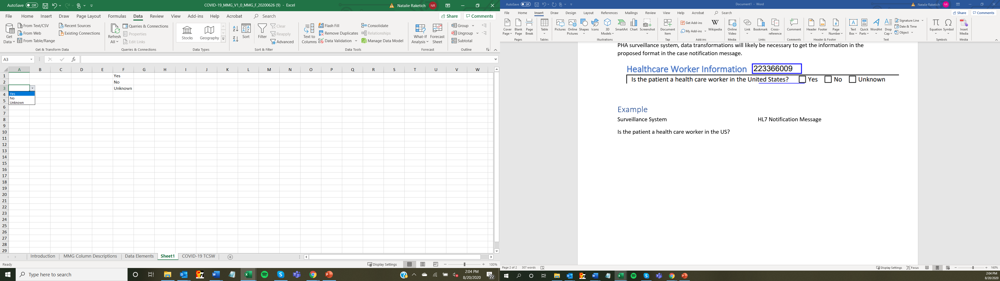 AutoSave Off COVID-19_MMG_V1_0_MMG_F_20200626 (9) - Excel Natalie Raketich NR
File Home Insert Draw Page Layout Formulas Data Review View Add-ins Help Acrobat Search Share Comments
Get Data
From Text/CSV
From Web
From Table/Range
Recent Sources
Existing Connections
Get & Transform Data
Refresh All
Queries & Connections
Properties
Edit Links
Queries & Connections
Stocks Geography
Data Types
Sort
Filter
Clear
Reapply
Advanced
Sort & Filter
Text to Columns
Flash Fill
Remove Duplicates
Data Validation
Consolidate
Relationships
Manage Data Model
Data Tools
What-If Analysis
Forecast Sheet
Forecast
Group
Ungroup
Subtotal
Outline
A3 fx
A B C D E F G H I J K L M N O P Q R S T U V W
1 Yes
2 No
3 Unknown
Yes
No
Unknown
4
5
6
7
8
9
10
11
12
13
14
15
16
17
18
19
20
21
22
23
24
25
26
27
28
29
Introduction MMG Column Descriptions Data Elements Sheet1 COVID-19 TCSW
Ready Display Settings 100%
Type here to search
2:04 PM
8/20/2020
22
AutoSave Off Document1 - Word Natalie Raketich NR
File Home Insert Draw Design Layout References Mailings Review View Help Acrobat Search Share Comments
Cover Page
Blank Page
Page Break
Pages
Table
Tables
Pictures
Online Pictures
Shapes
Icons
3D Models
SmartArt
Chart
Screenshot
Illustrations
Document Item
Tap
Get Add-ins
My Add-ins
Wikipedia
Add-ins
Online Video
Media
Link
Bookmark
Cross-reference
Links
Comment
Comments
Header
Footer
Page Number
Header & Footer
Text Box
Quick Parts
WordArt
Drop Cap
Signature Line
Date & Time
Object
Text
Equation
Symbol
Symbols
Insert Media
Media
PHA surveillance system, data transformations will likely be necessary to get the information in the
proposed format in the case notification message.
Healthcare Worker Information 223366009
Is the patient a health care worker in the United States? Yes No Unknown
Example
Surveillance System HL7 Notification Message
Is the patient a health care worker in the US?
Page 2 of 2 307 words Display Settings Focus 160%
2:04 PM
8/20/2020